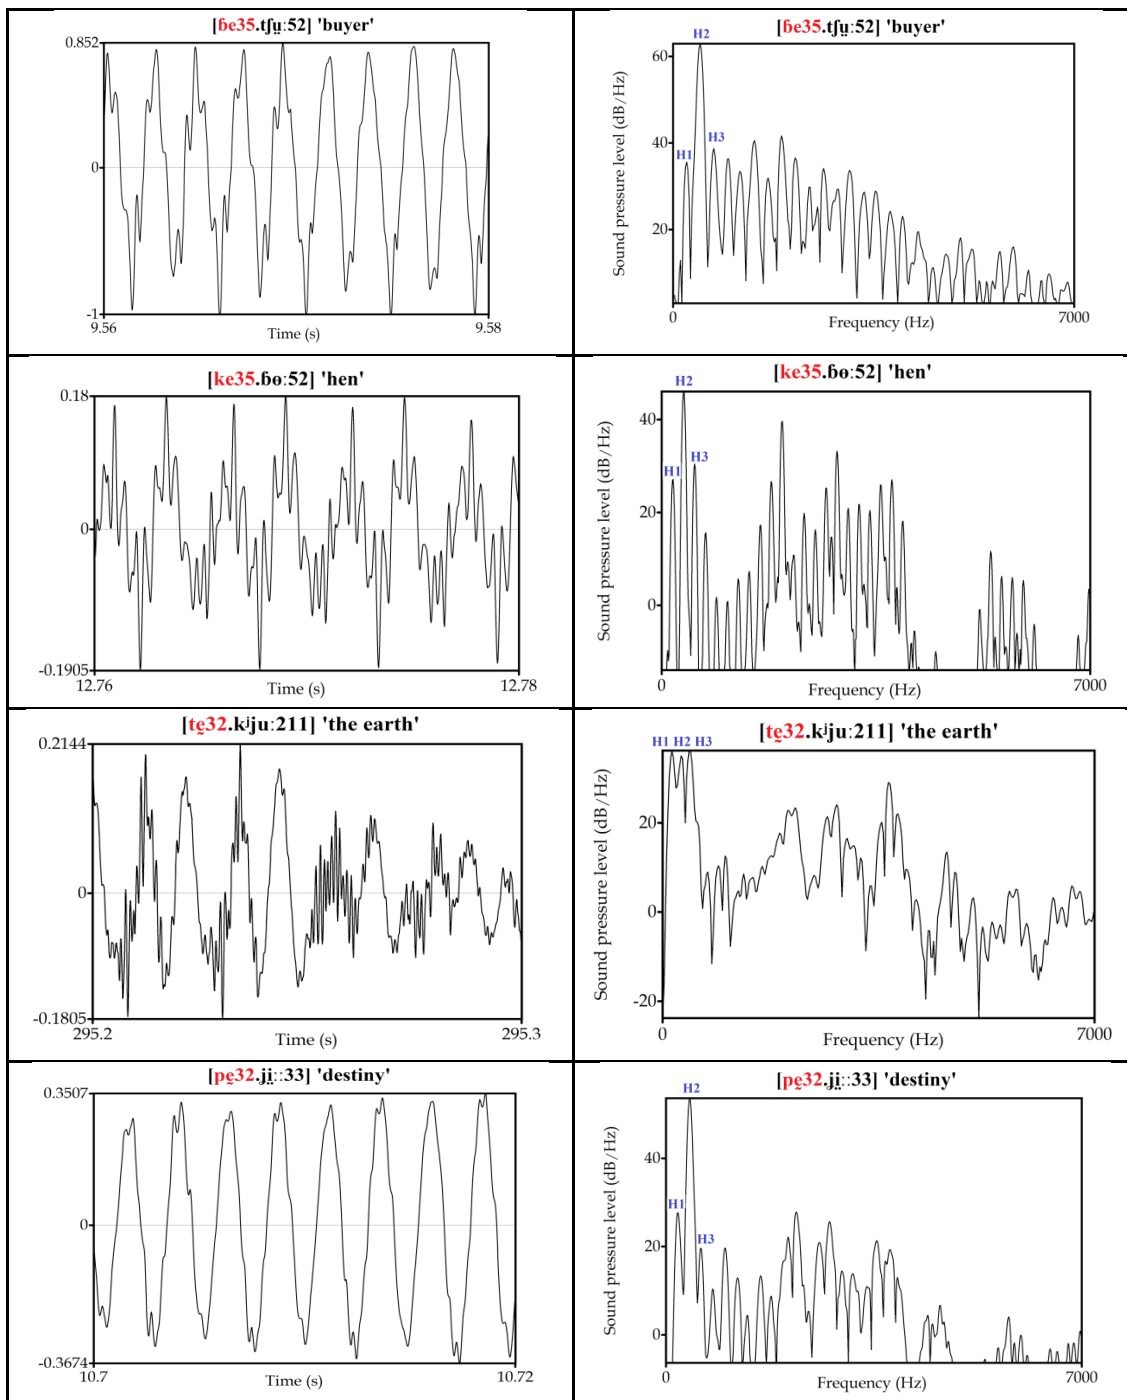 [ɓe35.tʃṳː52] 'buyer'
0.852
0
-1
9.56
9.58
Time (s)
[ɓe35.tʃṳː52] 'buyer'
H2
H1
H3
60
40
20
0
7000
Sound pressure level (dB/Hz)
Frequency (Hz)
[ke35.ɓɵː52] 'hen'
0.18
0
-0.1905
12.76
12.78
Time (s)
[ke35.ɓɵː52] 'hen'
H2
H1
H3
40
20
0
0
7000
Sound pressure level (dB/Hz)
Frequency (Hz)
[tḛ32.kʲjuː211] 'the earth'
0.2144
0
-0.1805
295.2
295.3
Time (s)
[tḛ32.kʲjuː211] 'the earth'
H1 H2 H3
20
0
-20
0
7000
Sound pressure level (dB/Hz)
Frequency (Hz)
[pḛ32.ji̤ː33] 'destiny'
0.3507
0
-0.3674
10.7
10.72
Time (s)
[pḛ32.ji̤ː33] 'destiny'
H2
H1
H3
40
20
0
0
7000
Sound pressure level (dB/Hz)
Frequency (Hz)